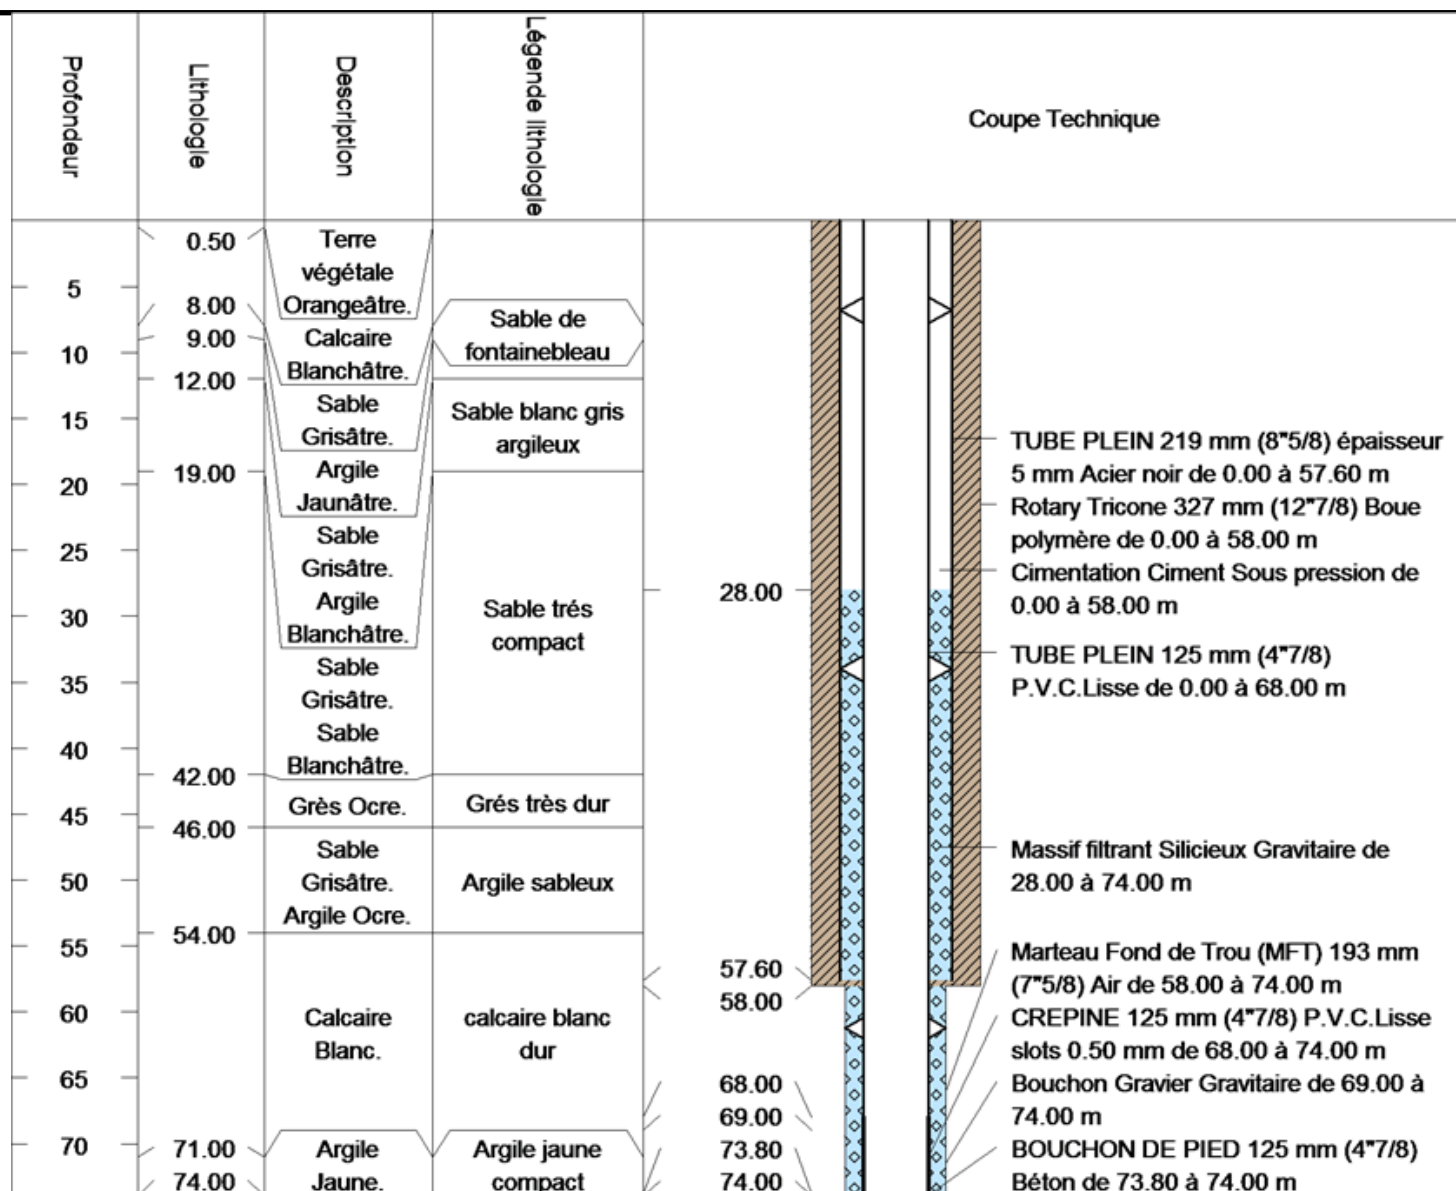 Profondeur
Lithologie
Description
Légende lithologie
Coupe Technique
5
10
15
20
25
30
35
40
45
50
55
60
65
70
0.50
8.00
9.00
12.00
19.00
42.00
46.00
54.00
71.00
74.00
Terre
végétale
Orangeâtre.
Calcaire
Blanchâtre.
Sable
Grisâtre.
Argile
Jaunâtre.
Sable
Grisâtre.
Argile
Blanchâtre.
Sable
Grisâtre.
Sable
Blanchâtre.
Grès Ocre.
Sable
Grisâtre.
Argile Ocre.
Calcaire
Blanc.
Argile
Jaune.
Sable de
fontainebleau
Sable blanc gris
argileux
Sable trés
compact
Grés très dur
Argile sableux
calcaire blanc
dur
Argile jaune
compact
28.00
57.60
58.00
68.00
69.00
73.80
74.00
TUBE PLEIN 219 mm (8"5/8) épaisseur
5 mm Acier noir de 0.00 à 57.60 m
Rotary Tricone 327 mm (12"7/8) Boue
polymère de 0.00 à 58.00 m
Cimentation Ciment Sous pression de
0.00 à 58.00 m
TUBE PLEIN 125 mm (4"7/8)
P.V.C.Lisse de 0.00 à 68.00 m
Massif filtrant Silicieux Gravitaire de
28.00 à 74.00 m
Marteau Fond de Trou (MFT) 193 mm
(7"5/8) Air de 58.00 à 74.00 m
CREPINE 125 mm (4"7/8) P.V.C.Lisse
slots 0.50 mm de 68.00 à 74.00 m
Bouchon Gravier Gravitaire de 69.00 à
74.00 m
BOUCHON DE PIED 125 mm (4"7/8)
Béton de 73.80 à 74.00 m